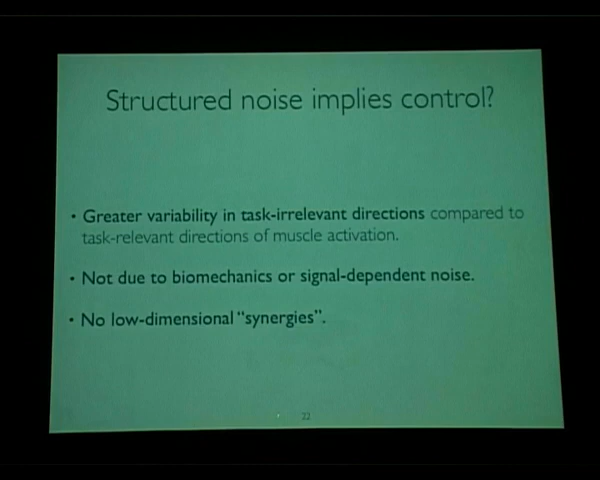 Structured noise implies control?
• Greater variability in task-irrelevant directions compared to
task-relevant directions of muscle activation.
• Not due to biomechanics or signal-dependent noise.
• No low-dimensional “synergies”.
22